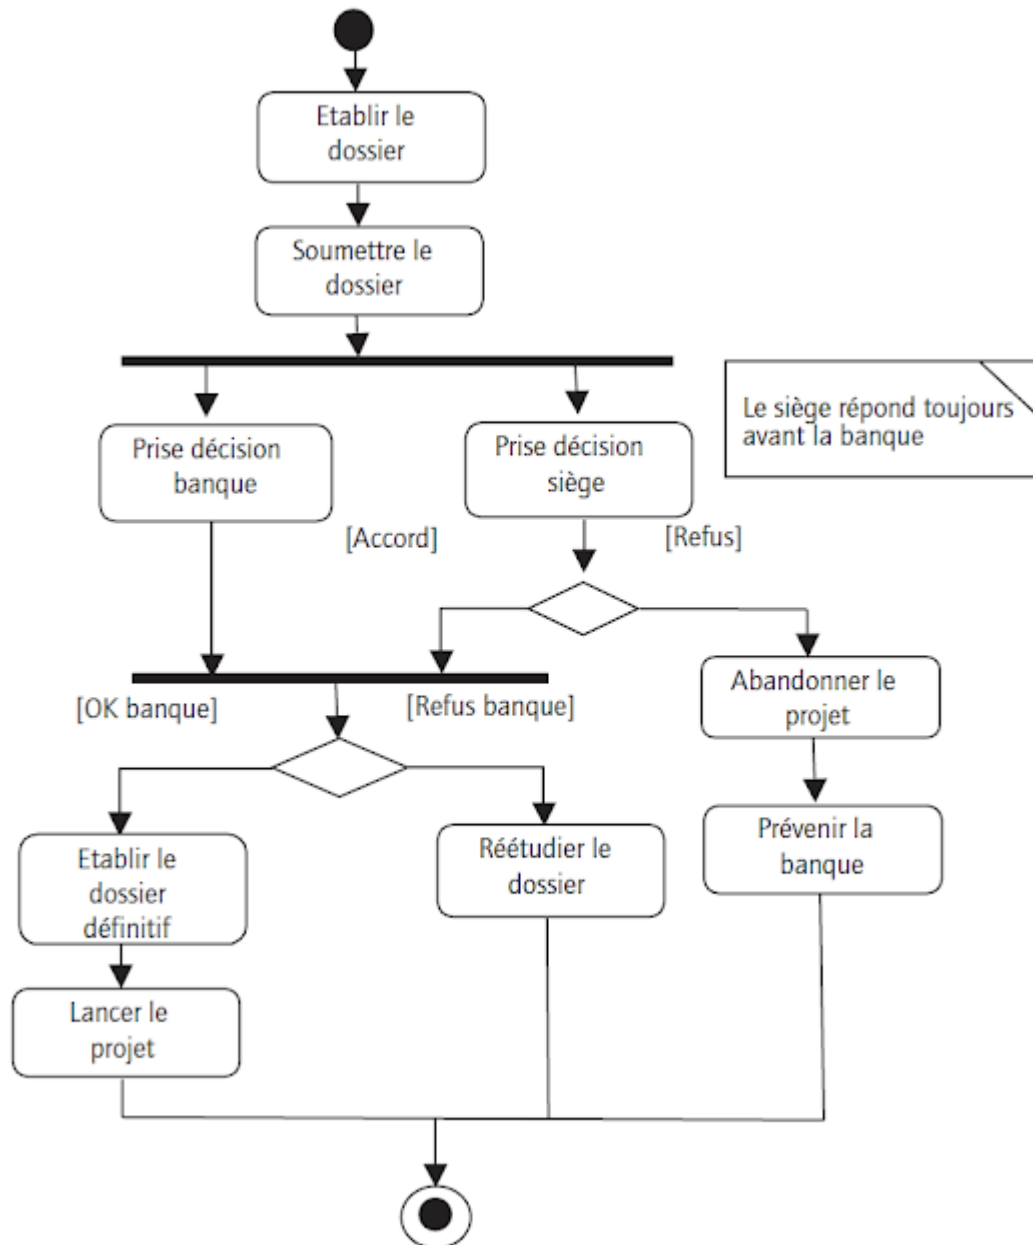 Etablir le
dossier
Soumettre le
dossier
Prise décision
banque
Prise décision
siège
Le siège répond toujours
avant la banque
[Accord]
[Refus]
[OK banque]
[Refus banque]
Abandonner le
projet
Etablir le
dossier
définitif
Réétudier le
dossier
Prévenir la
banque
Lancer le
projet